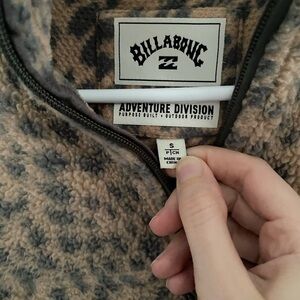 BILLABONG
ADVENTURE DIVISION
PURPOSE BUILT • OUTDOOR PRODUCT
S
P|CH
MADE IN
CHINA